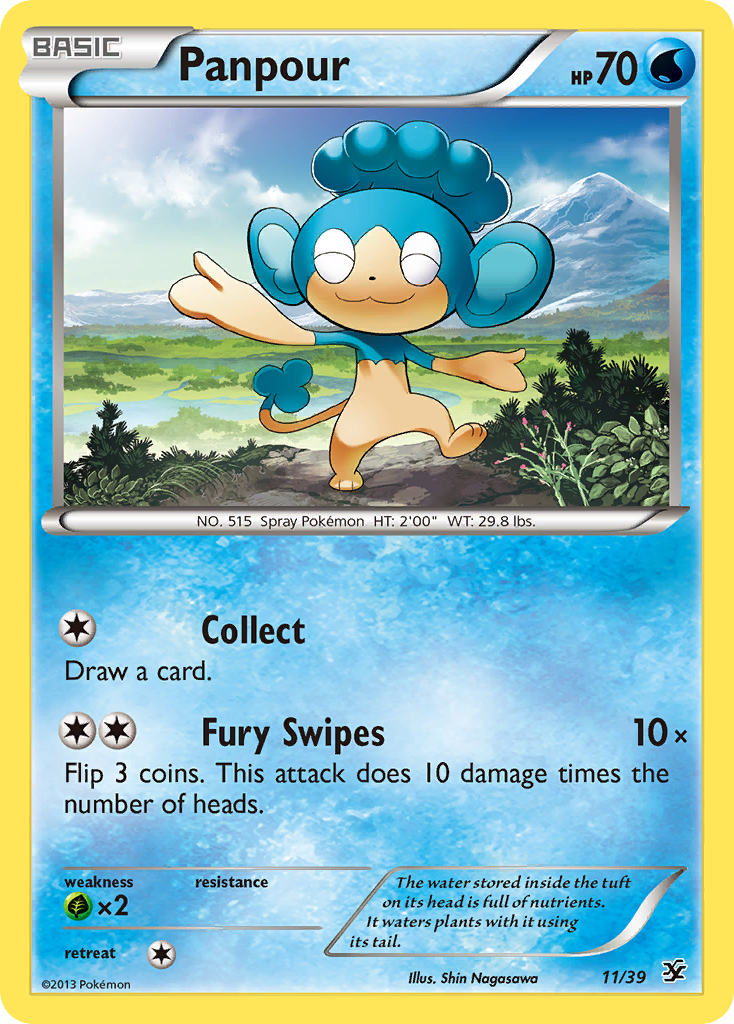 BASIC
Panpour
HP 70
NO. 515 Spray Pokémon HT: 2'00" WT: 29.8 lbs.
Collect
Draw a card.
Fury Swipes 10×
Flip 3 coins. This attack does 10 damage times the
number of heads.
weakness
resistance
×2
retreat
The water stored inside the tuft
on its head is full of nutrients.
It waters plants with it using
its tail.
©2013 Pokémon
Illus. Shin Nagasawa
11/39